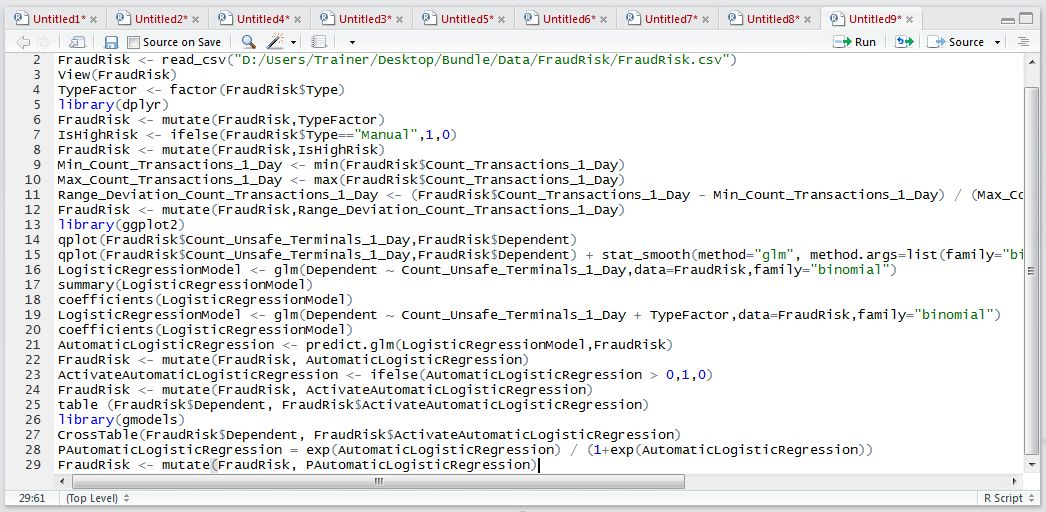 Untitled1* Untitled2* Untitled4* Untitled3* Untitled5* Untitled6* Untitled7* Untitled8* Untitled9*
Source on Save Run Source
2 FraudRisk <- read_csv("D:/Users/Trainer/Desktop/Bundle/Data/FraudRisk/FraudRisk.csv")
3 View(FraudRisk)
4 TypeFactor <- factor(FraudRisk$Type)
5 library(dplyr)
6 FraudRisk <- mutate(FraudRisk,TypeFactor)
7 IsHighRisk <- ifelse(FraudRisk$Type=="Manual",1,0)
8 FraudRisk <- mutate(FraudRisk,IsHighRisk)
9 Min_Count_Transactions_1_Day <- min(FraudRisk$Count_Transactions_1_Day)
10 Max_Count_Transactions_1_Day <- max(FraudRisk$Count_Transactions_1_Day)
11 Range_Deviation_Count_Transactions_1_Day <- (FraudRisk$Count_Transactions_1_Day - Min_Count_Transactions_1_Day) / (Max_Co
12 FraudRisk <- mutate(FraudRisk,Range_Deviation_Count_Transactions_1_Day)
13 library(ggplot2)
14 qplot(FraudRisk$Count_Unsafe_Terminals_1_Day,FraudRisk$Dependent)
15 qplot(FraudRisk$Count_Unsafe_Terminals_1_Day,FraudRisk$Dependent) + stat_smooth(method="glm", method.args=list(family="bi
16 LogisticRegressionModel <- glm(Dependent ~ Count_Unsafe_Terminals_1_Day,data=FraudRisk,family="binomial")
17 summary(LogisticRegressionModel)
18 coefficients(LogisticRegressionModel)
19 LogisticRegressionModel <- glm(Dependent ~ Count_Unsafe_Terminals_1_Day + TypeFactor,data=FraudRisk,family="binomial")
20 coefficients(LogisticRegressionModel)
21 AutomaticLogisticRegression <- predict.glm(LogisticRegressionModel,FraudRisk)
22 FraudRisk <- mutate(FraudRisk, AutomaticLogisticRegression)
23 ActivateAutomaticLogisticRegression <- ifelse(AutomaticLogisticRegression > 0,1,0)
24 FraudRisk <- mutate(FraudRisk, ActivateAutomaticLogisticRegression)
25 table (FraudRisk$Dependent, FraudRisk$ActivateAutomaticLogisticRegression)
26 library(gmodels)
27 CrossTable(FraudRisk$Dependent, FraudRisk$ActivateAutomaticLogisticRegression)
28 PAutomaticLogisticRegression = exp(AutomaticLogisticRegression) / (1+exp(AutomaticLogisticRegression))
29 FraudRisk <- mutate(FraudRisk, PAutomaticLogisticRegression)
29:61 (Top Level) R Script